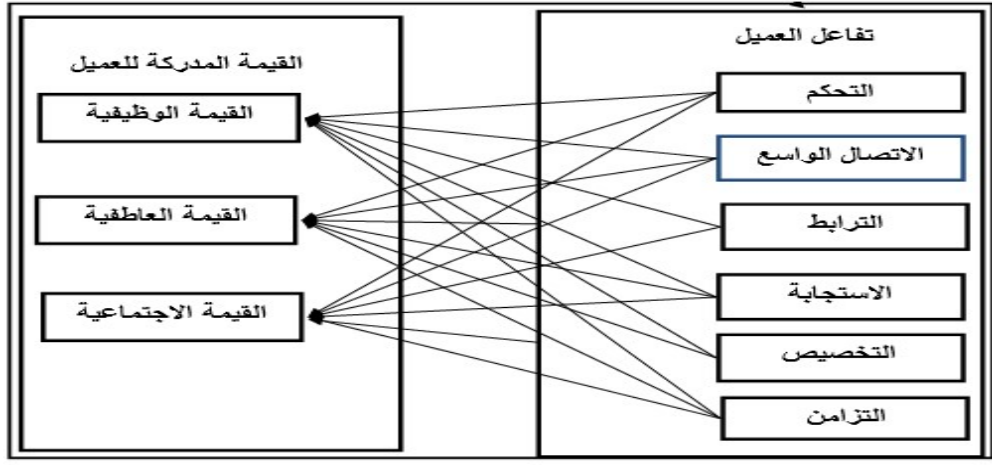 تفاعل العميل
التحكم
الاتصال الواسع
الترابط
الاستجابة
التخصيص
التزامن
القيمة المدركة للعميل
القيمة الوظيفية
القيمة العاطفية
القيمة الاجتماعية